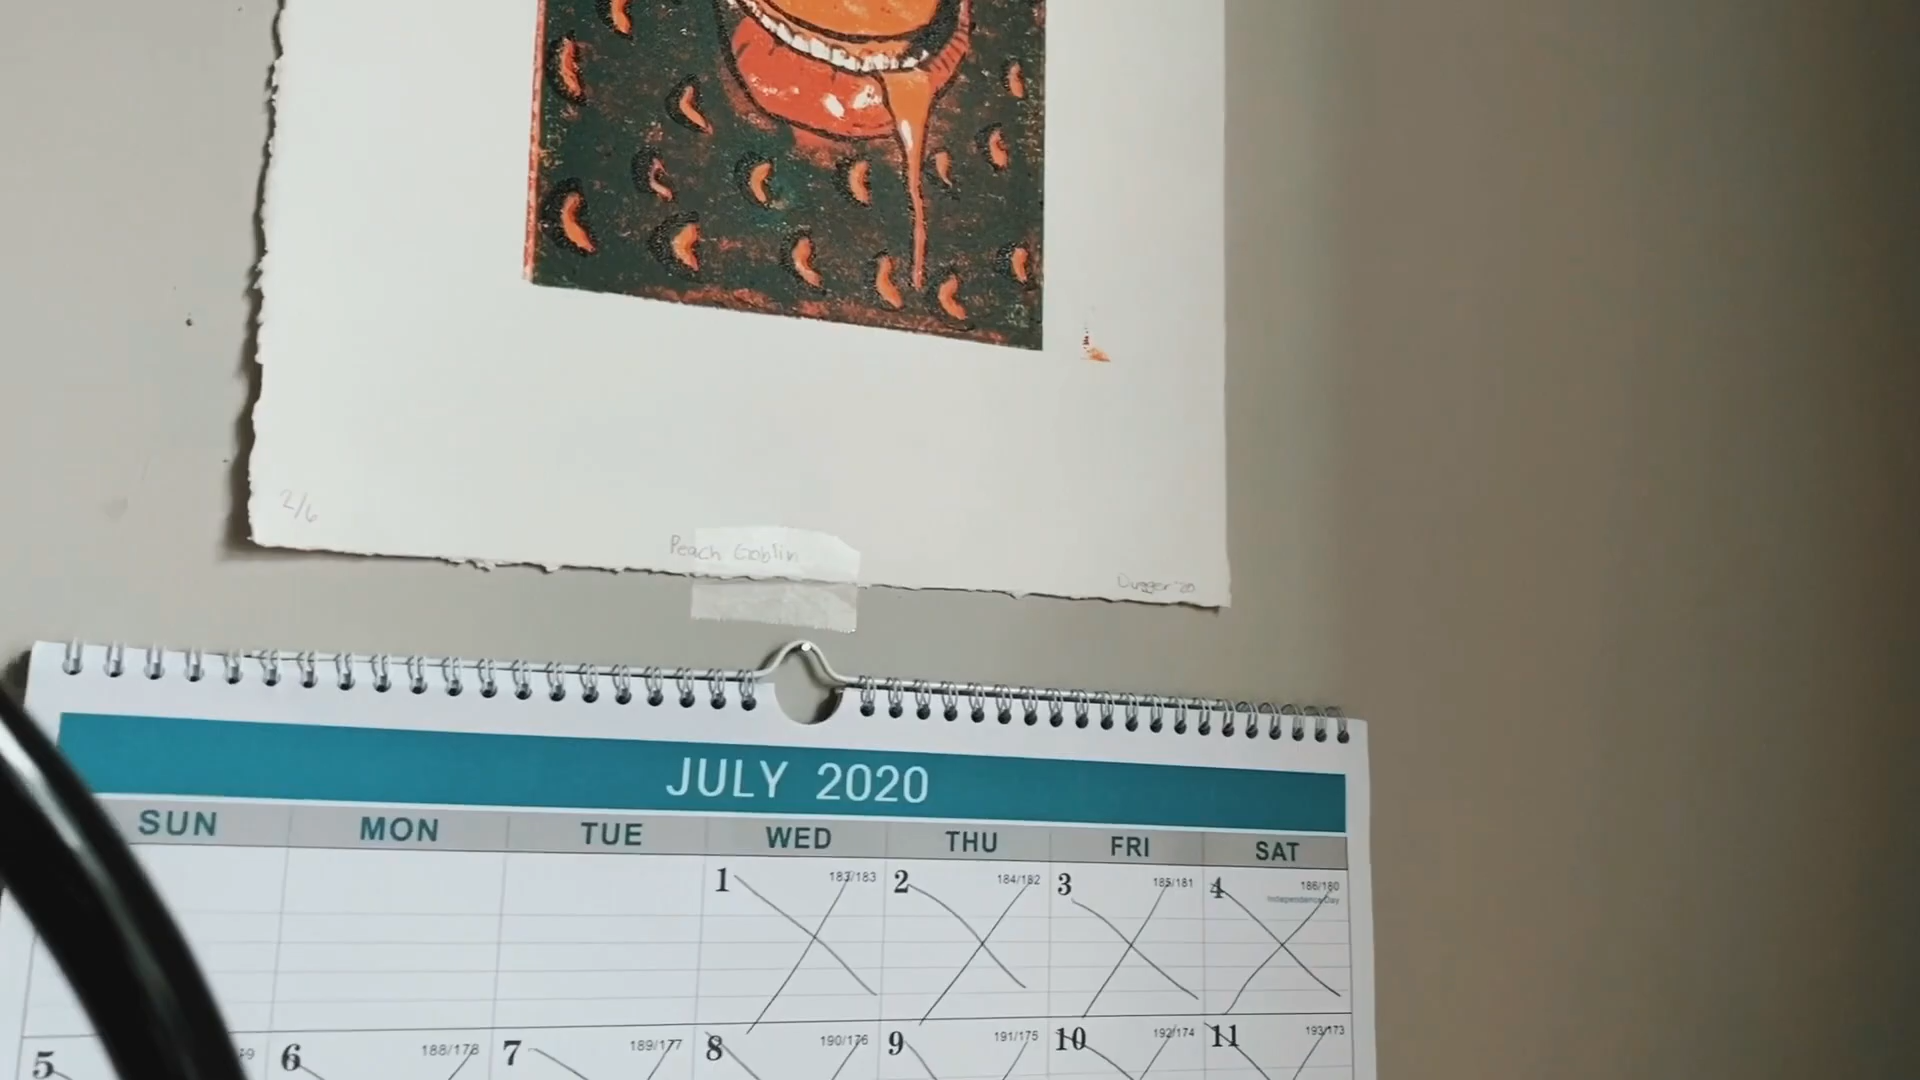 2/6
Peach Goblin
Dugger '20
JULY 2020
SUN MON TUE WED THU FRI SAT
1 183/183 2 184/182 3 185/181 4 186/180
Independence Day
5 6 188/178 7 189/177 8 190/176 9 191/175 10 192/174 11 193/173